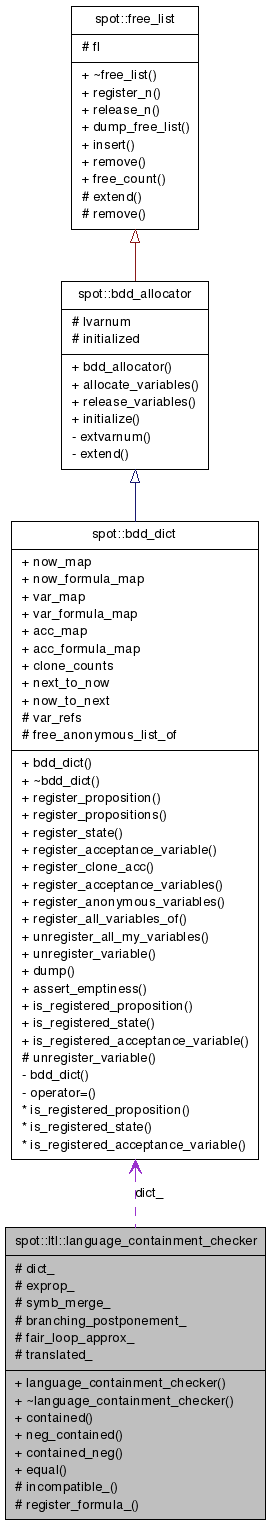 spot::free_list
# fl
+ ~free_list()
+ register_n()
+ release_n()
+ dump_free_list()
+ insert()
+ remove()
+ free_count()
# extend()
# remove()
spot::bdd_allocator
# lvarnum
# initialized
+ bdd_allocator()
+ allocate_variables()
+ release_variables()
+ initialize()
- extvarnum()
- extend()
spot::bdd_dict
+ now_map
+ now_formula_map
+ var_map
+ var_formula_map
+ acc_map
+ acc_formula_map
+ clone_counts
+ next_to_now
+ now_to_next
# var_refs
# free_anonymous_list_of
+ bdd_dict()
+ ~bdd_dict()
+ register_proposition()
+ register_propositions()
+ register_state()
+ register_acceptance_variable()
+ register_clone_acc()
+ register_acceptance_variables()
+ register_anonymous_variables()
+ register_all_variables_of()
+ unregister_all_my_variables()
+ unregister_variable()
+ dump()
+ assert_emptiness()
+ is_registered_proposition()
+ is_registered_state()
+ is_registered_acceptance_variable()
# unregister_variable()
- bdd_dict()
- operator=()
* is_registered_proposition()
* is_registered_state()
* is_registered_acceptance_variable()
dict_
spot::ltl::language_containment_checker
# dict_
# exprop_
# symb_merge_
# branching_postponement_
# fair_loop_approx_
# translated_
+ language_containment_checker()
+ ~language_containment_checker()
+ contained()
+ neg_contained()
+ contained_neg()
+ equal()
# incompatible_()
# register_formula_()